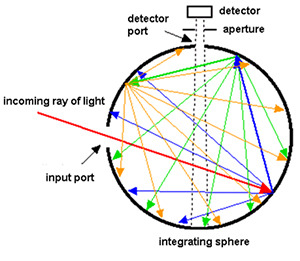 detector
port
detector
aperture
incoming ray of light
input port
integrating sphere